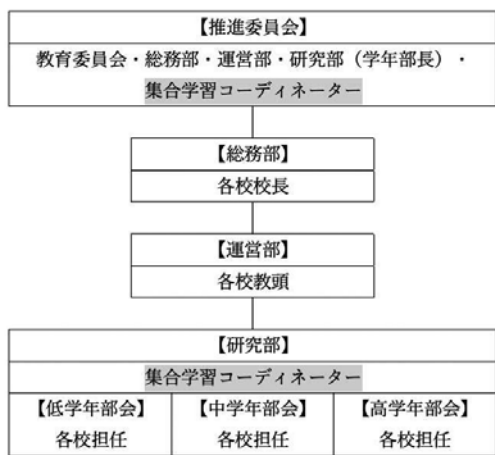 【推進委員会】
教育委員会・総務部・運営部・研究部（学年部長）・
集合学習コーディネーター
【総務部】
各校校長
【運営部】
各校教頭
【研究部】
集合学習コーディネーター
【低学年部会】 【中学年部会】 【高学年部会】
各校担任 各校担任 各校担任